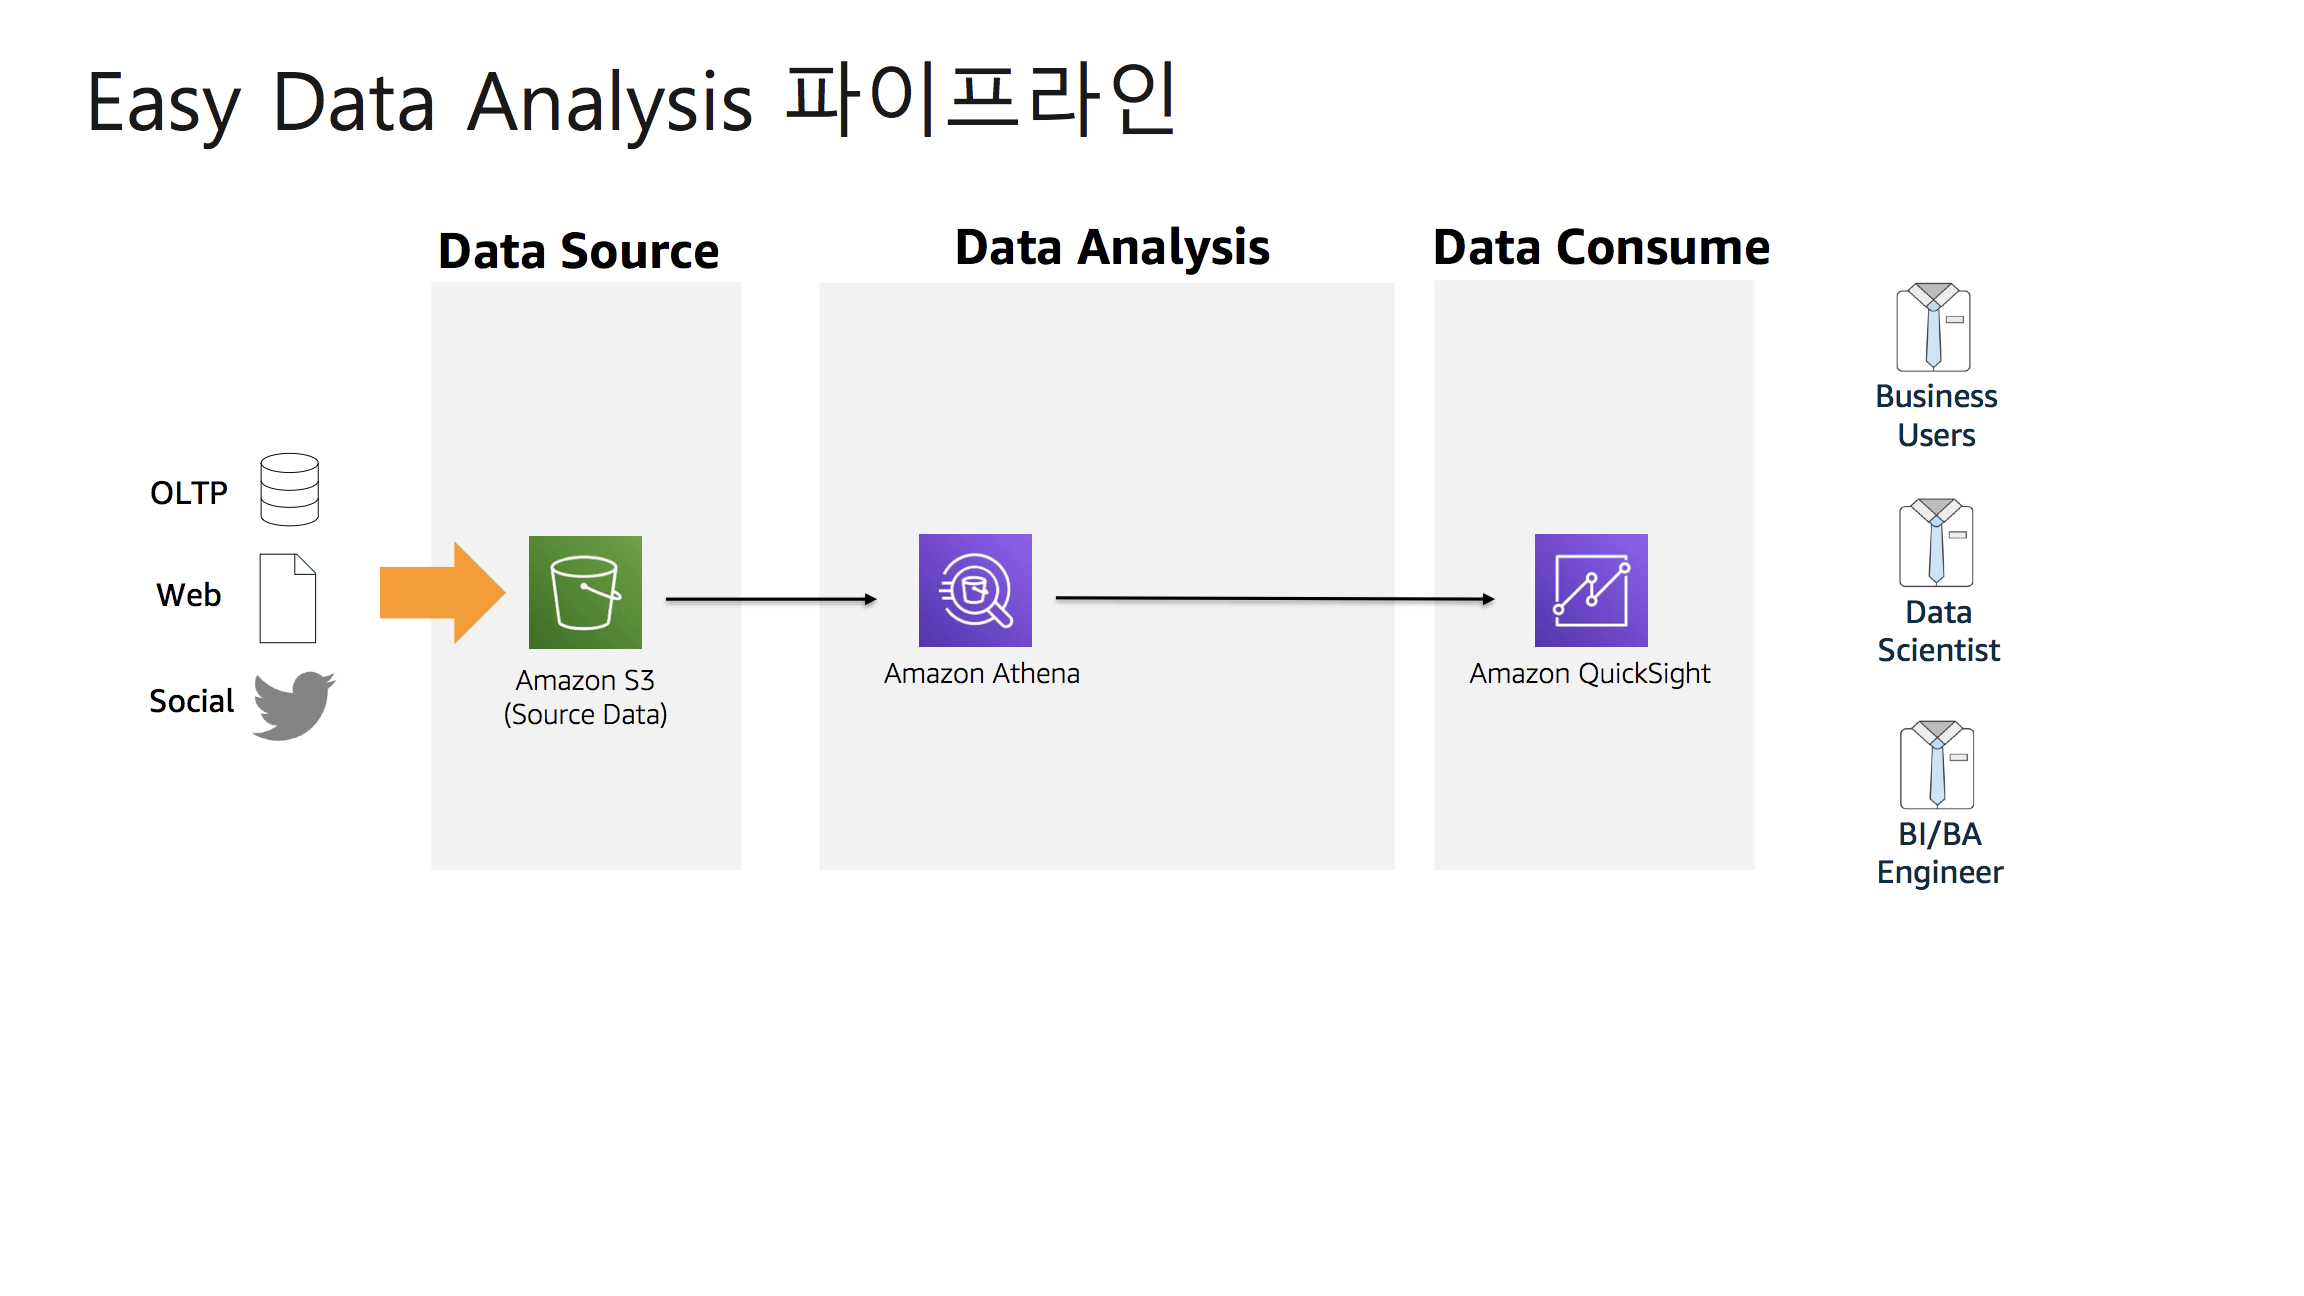 Easy Data Analysis 파이프라인
Data Source
Data Analysis
Data Consume
OLTP
Web
Social
Amazon S3
(Source Data)
Amazon Athena
Amazon QuickSight
Business
Users
Data
Scientist
BI/BA
Engineer